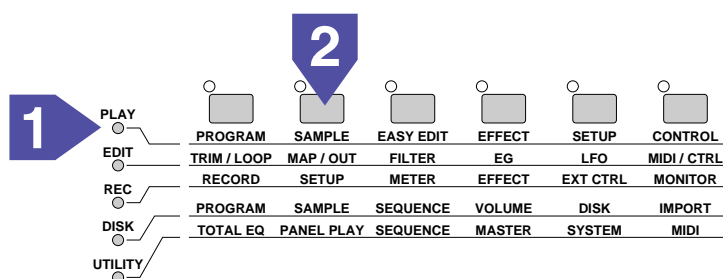 2
1
PLAY
PROGRAM SAMPLE EASY EDIT EFFECT SETUP CONTROL
EDIT
TRIM / LOOP MAP / OUT FILTER EG LFO MIDI / CTRL
REC
RECORD SETUP METER EFFECT EXT CTRL MONITOR
DISK
PROGRAM SAMPLE SEQUENCE VOLUME DISK IMPORT
UTILITY
TOTAL EQ PANEL PLAY SEQUENCE MASTER SYSTEM MIDI